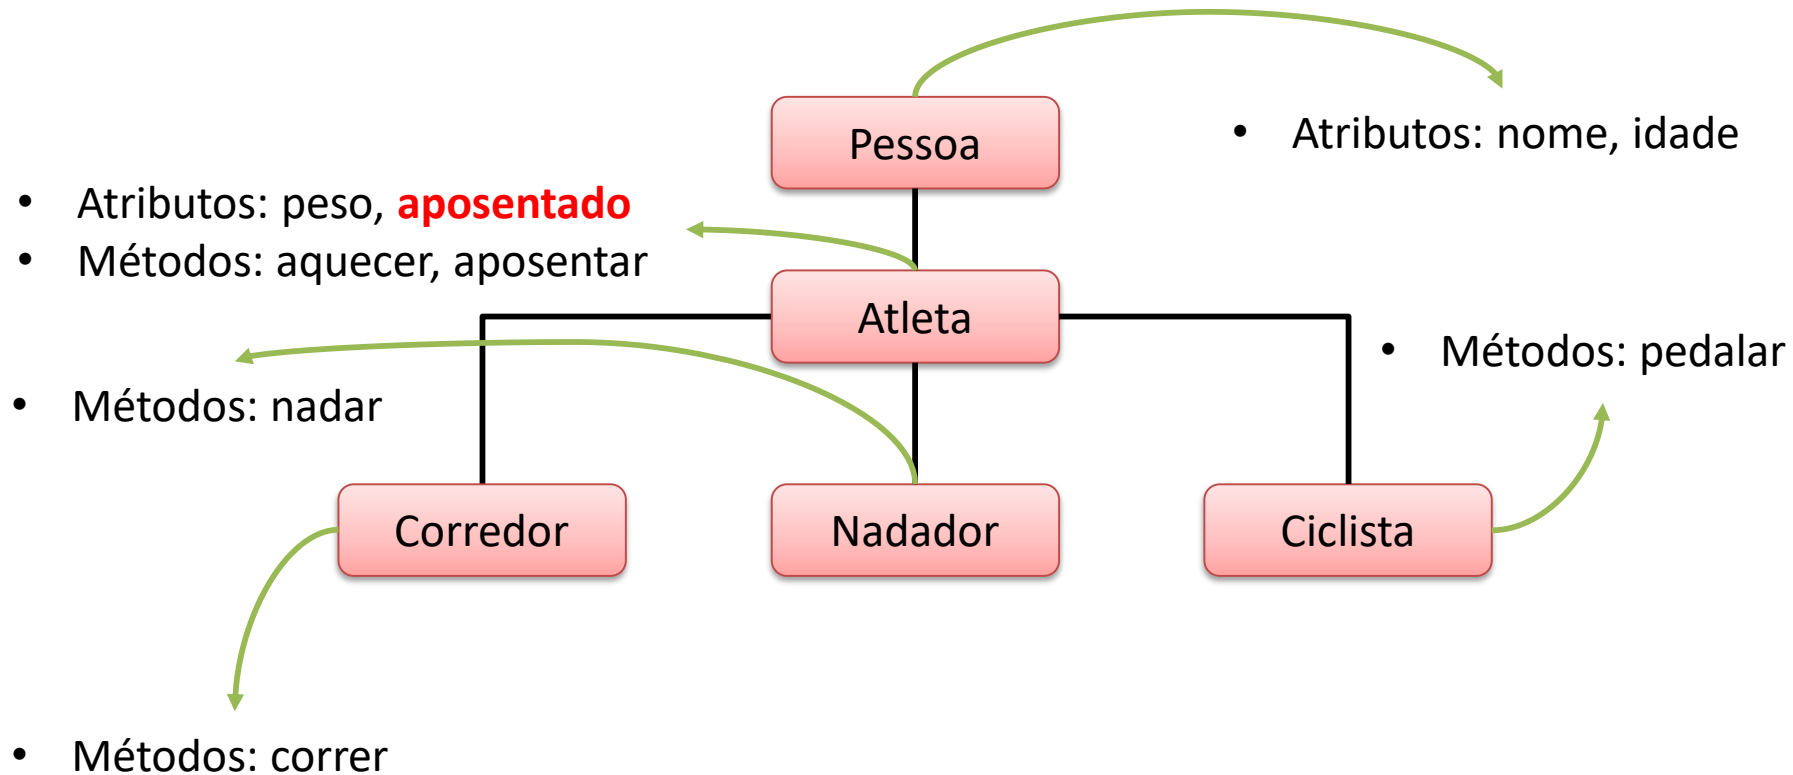 Pessoa
• Atributos: nome, idade
• Atributos: peso, aposentado
• Métodos: aquecer, aposentar
Atleta
• Métodos: pedalar
• Métodos: nadar
Corredor
Nadador
Ciclista
• Métodos: correr